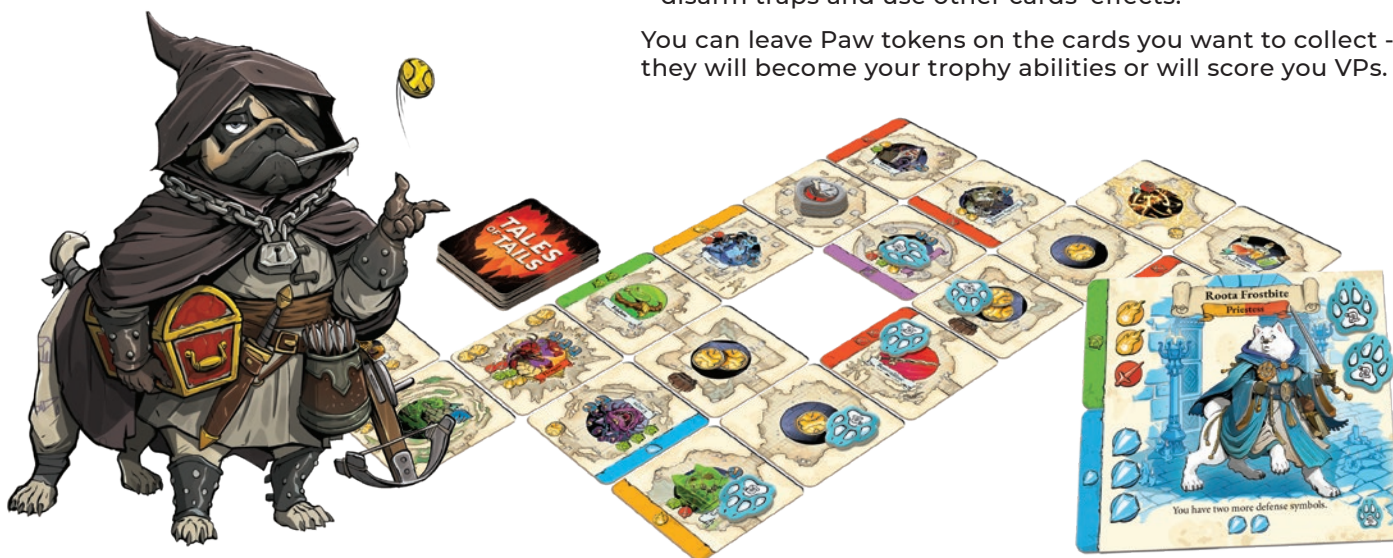 disarm traps and use other cards' effects.
You can leave Paw tokens on the cards you want to collect -
they will become your trophy abilities or will score you VPs.
TALES
OF TAILS
Roota Frostbite
Priestess
You have two more defense symbols.